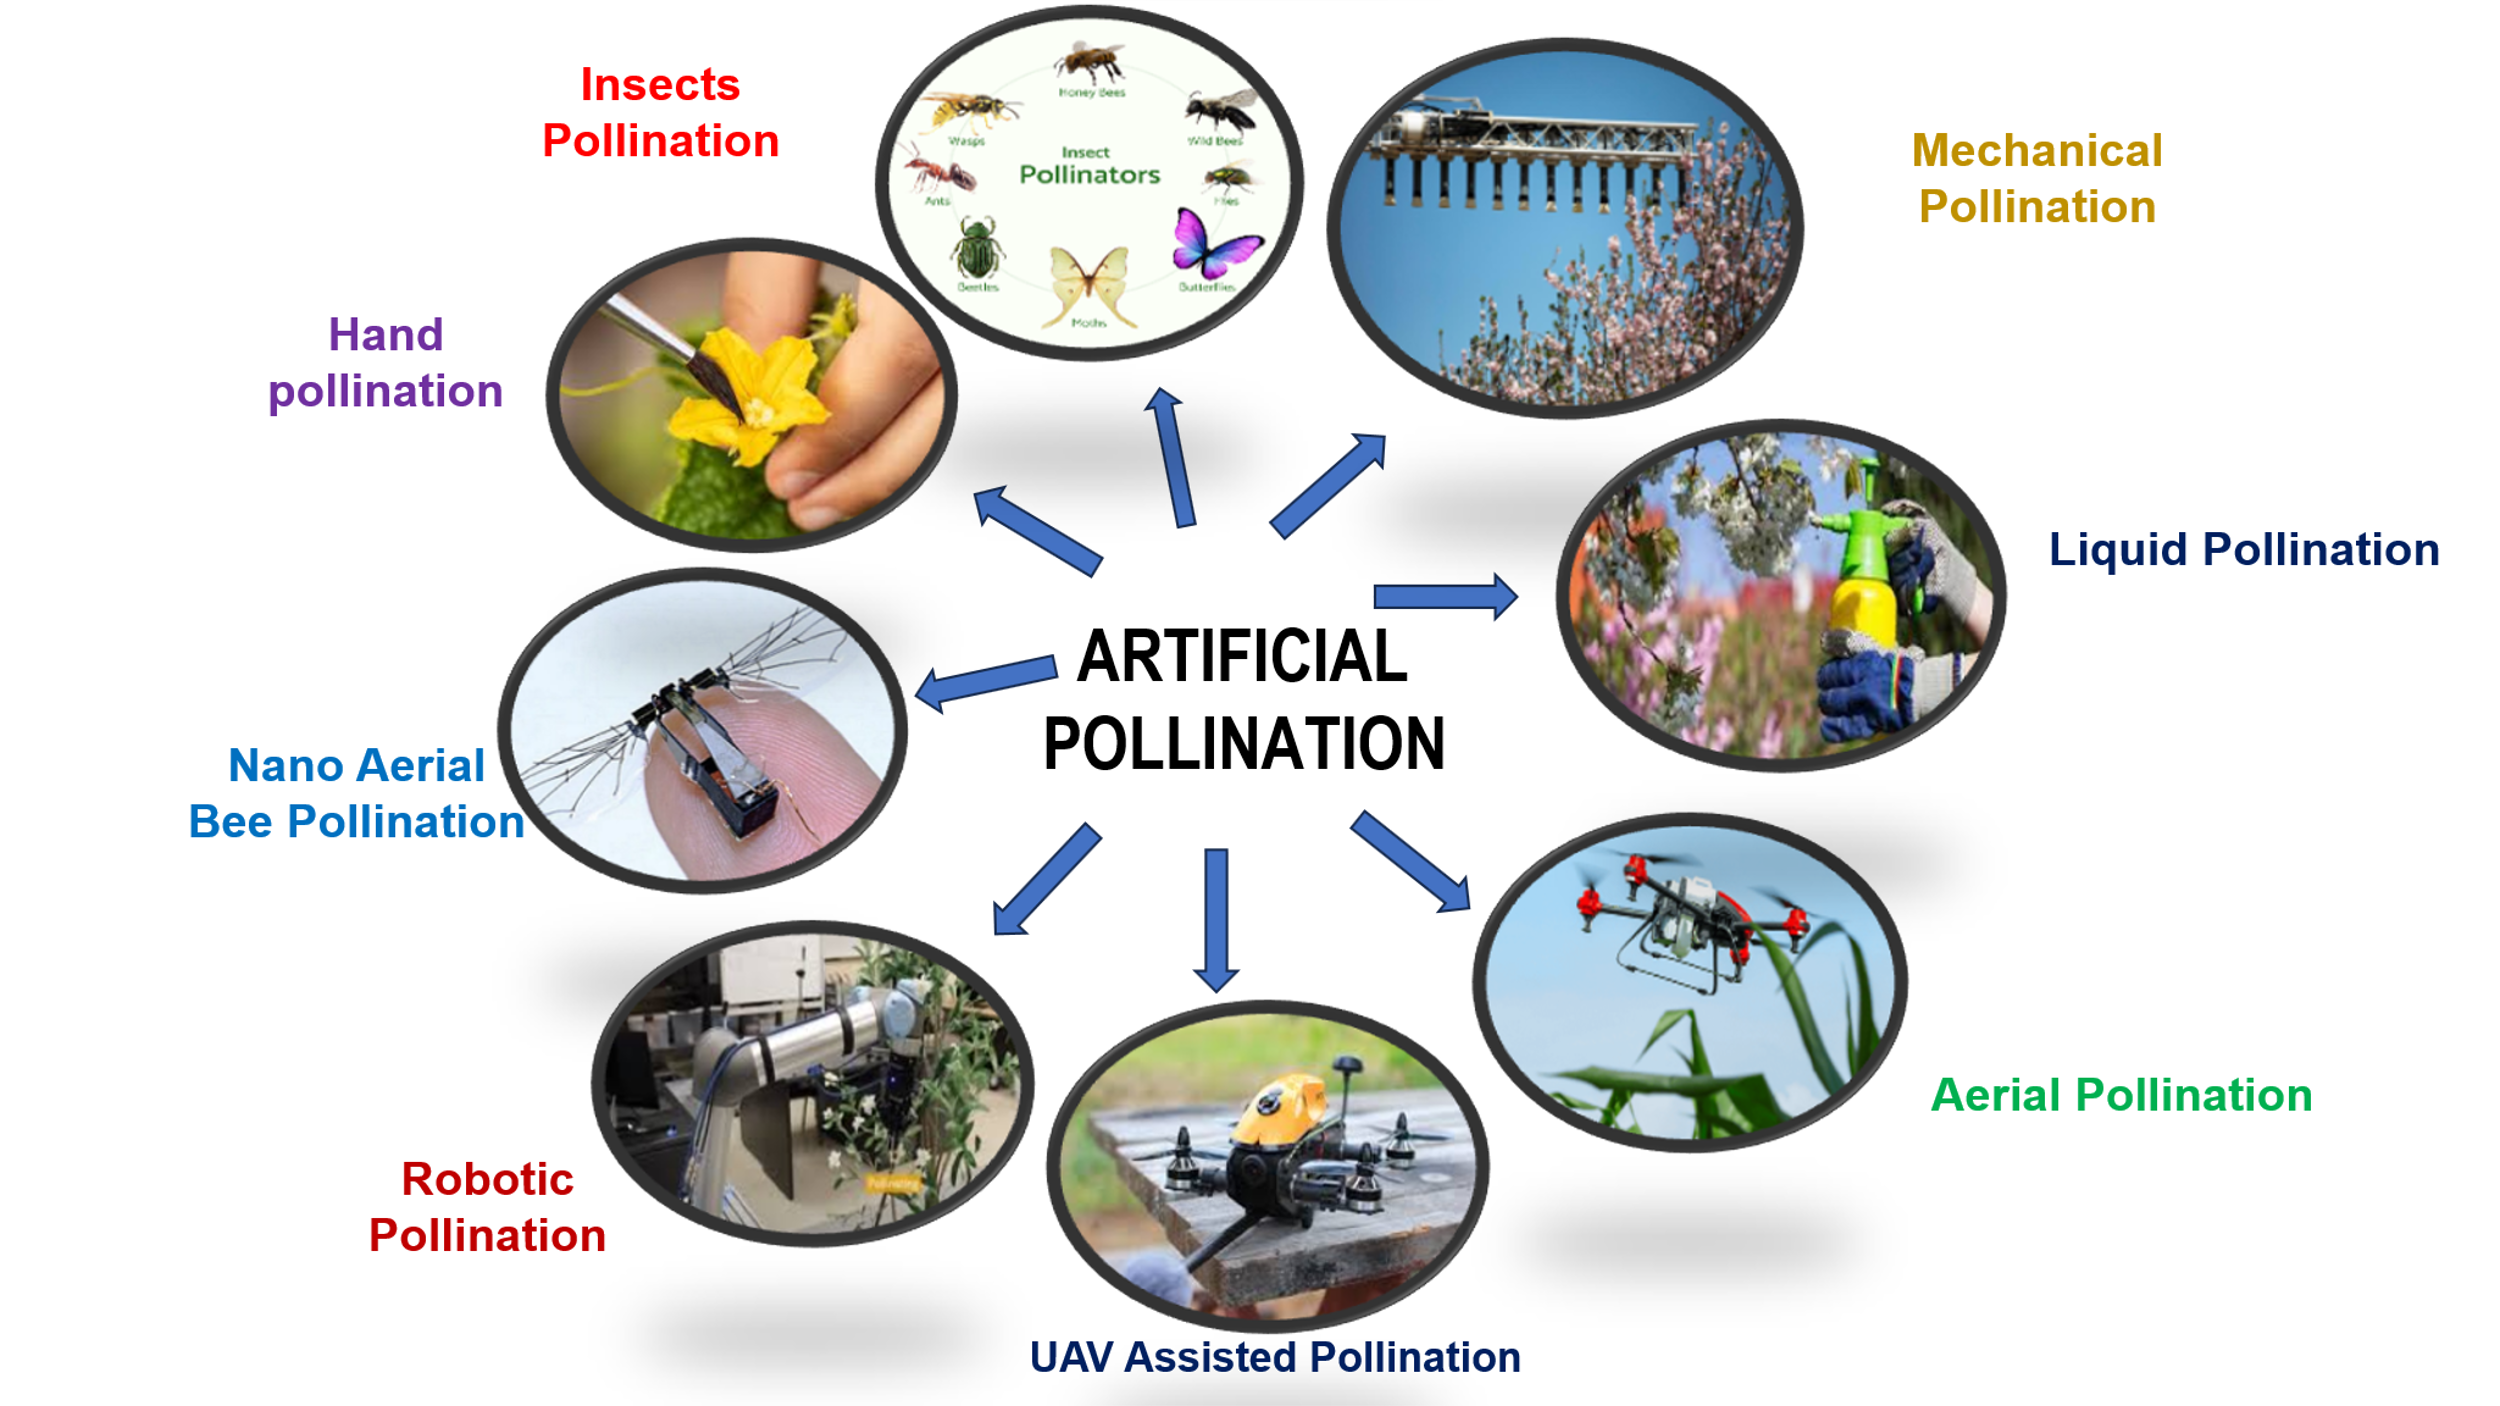 Insects
Pollination
Honey Bees
Wasps
Wild Bees
Insect
Pollinators
Ants
Flies
Beetles
Butterflies
Moths
Mechanical
Pollination
Hand
pollination
Liquid Pollination
ARTIFICIAL
POLLINATION
Nano Aerial
Bee Pollination
Aerial Pollination
Robotic
Pollination
UAV Assisted Pollination